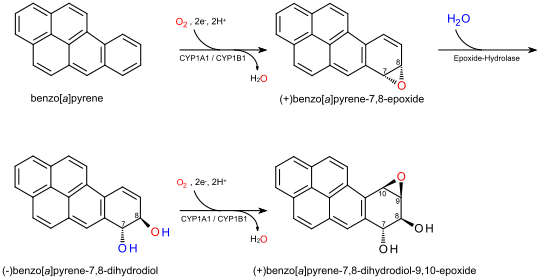 O₂ , 2e⁻, 2H⁺
CYP1A1 / CYP1B1
H₂O
benzo[a]pyrene
7
8
O
(+)benzo[a]pyrene-7,8-epoxide
H₂O
Epoxide-Hydrolase
7
8
OH
OH
(-)benzo[a]pyrene-7,8-dihydrodiol
O₂ , 2e⁻, 2H⁺
CYP1A1 / CYP1B1
H₂O
O
10
9
8
7
OH
OH
(+)benzo[a]pyrene-7,8-dihydrodiol-9,10-epoxide